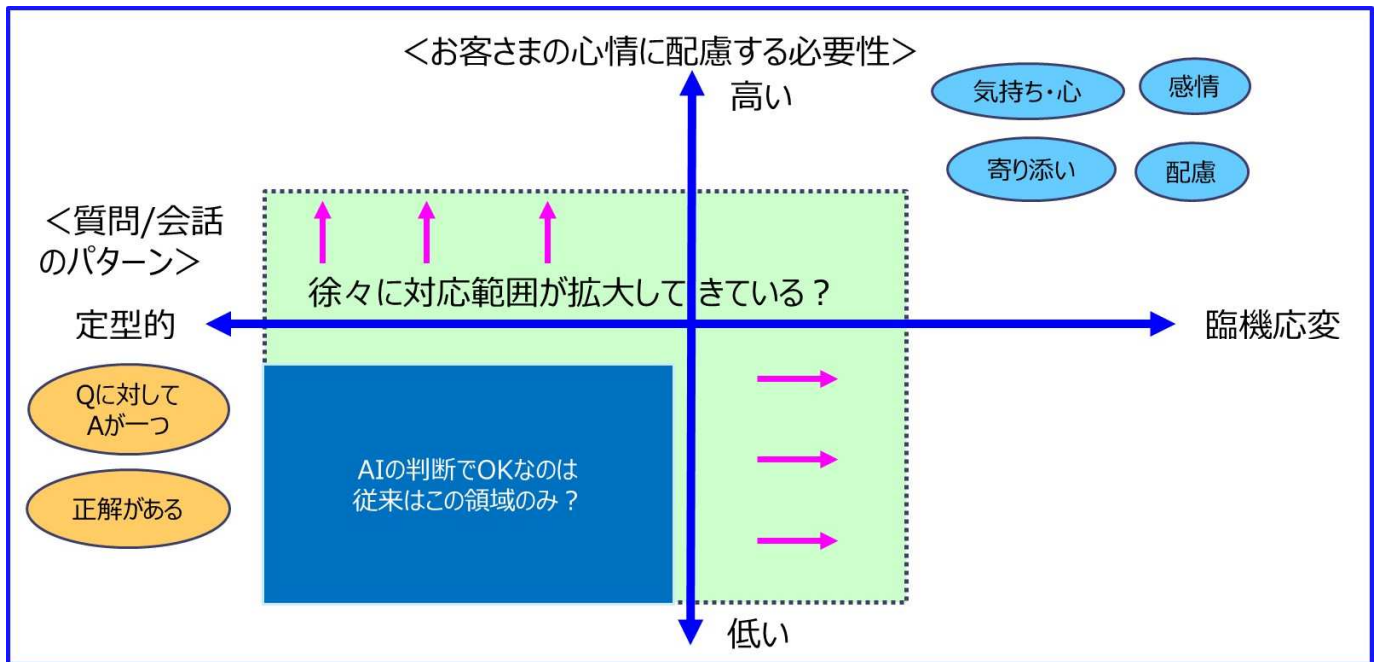 ＜お客さまの心情に配慮する必要性＞
高い
気持ち・心
感情
寄り添い
配慮
＜質問/会話
のパターン＞
徐々に対応範囲が拡大してきている？
定型的
臨機応変
Qに対して
Aが一つ
正解がある
AIの判断でOKなのは
従来はこの領域のみ？
低い